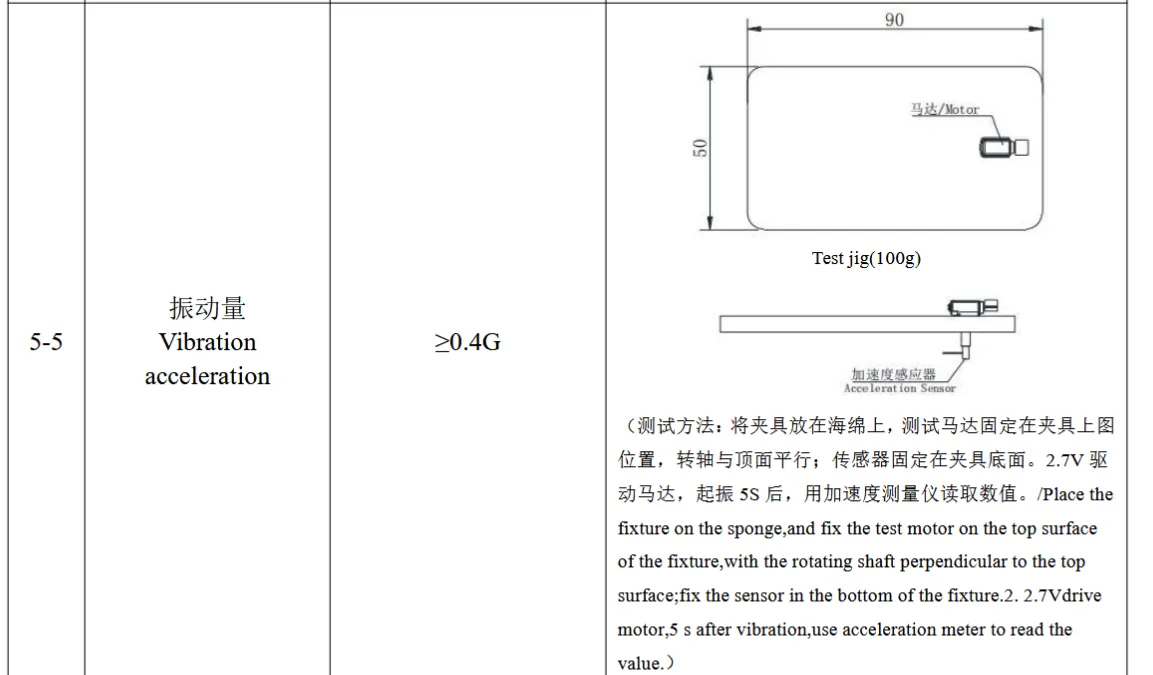 90
马达/Motor
50
Test jig(100g)
5-5
振动量
Vibration
acceleration
≥0.4G
加速度感应器
Acceleration Sensor
（测试方法：将夹具放在海绵上，测试马达固定在夹具上图
位置，转轴与顶面平行；传感器固定在夹具底面。2.7V 驱
动马达，起振 5S 后，用加速度测量仪读取数值。/Place the
fixture on the sponge,and fix the test motor on the top surface
of the fixture,with the rotating shaft perpendicular to the top
surface;fix the sensor in the bottom of the fixture.2. 2.7Vdrive
motor,5 s after vibration,use acceleration meter to read the
value.）